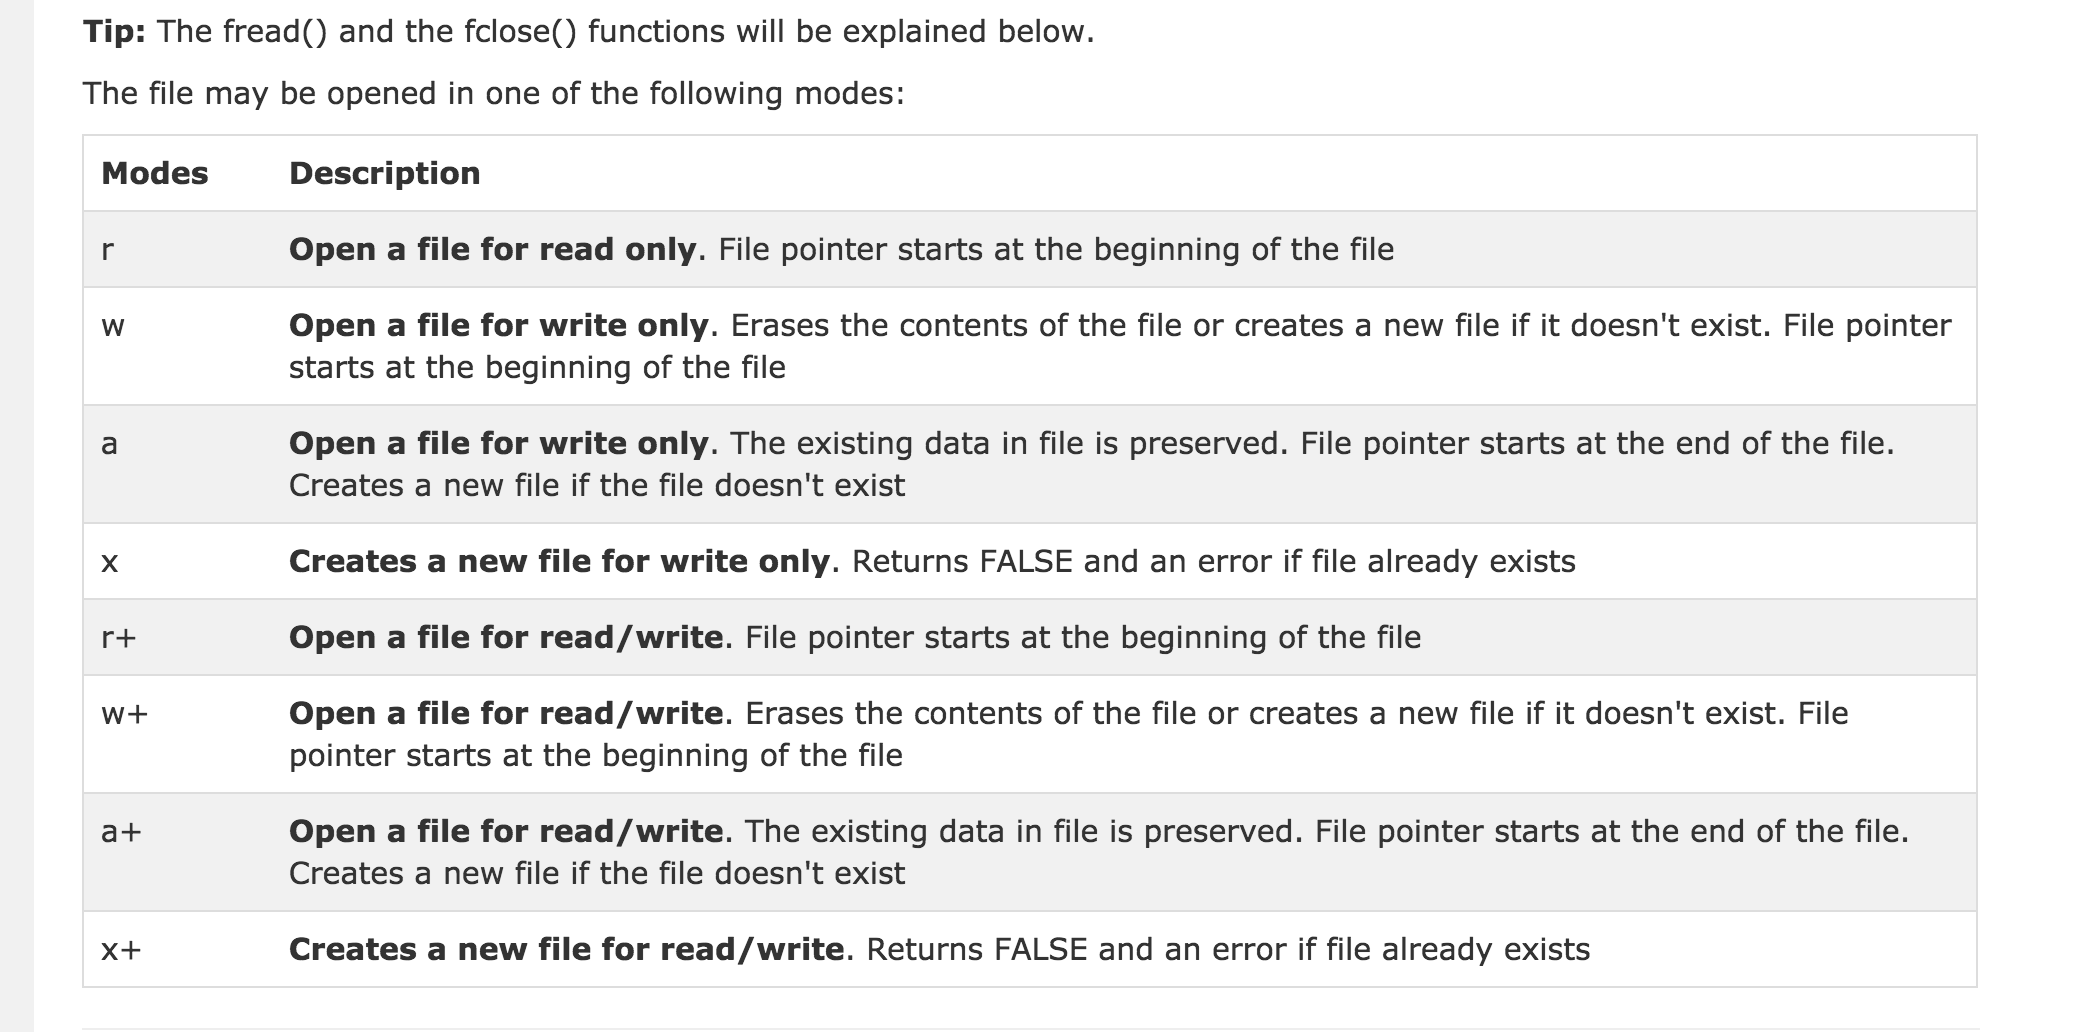 Tip: The fread() and the fclose() functions will be explained below.
The file may be opened in one of the following modes:
Modes Description
r Open a file for read only. File pointer starts at the beginning of the file
w Open a file for write only. Erases the contents of the file or creates a new file if it doesn't exist. File pointer
starts at the beginning of the file
a Open a file for write only. The existing data in file is preserved. File pointer starts at the end of the file.
Creates a new file if the file doesn't exist
x Creates a new file for write only. Returns FALSE and an error if file already exists
r+ Open a file for read/write. File pointer starts at the beginning of the file
w+ Open a file for read/write. Erases the contents of the file or creates a new file if it doesn't exist. File
pointer starts at the beginning of the file
a+ Open a file for read/write. The existing data in file is preserved. File pointer starts at the end of the file.
Creates a new file if the file doesn't exist
x+ Creates a new file for read/write. Returns FALSE and an error if file already exists